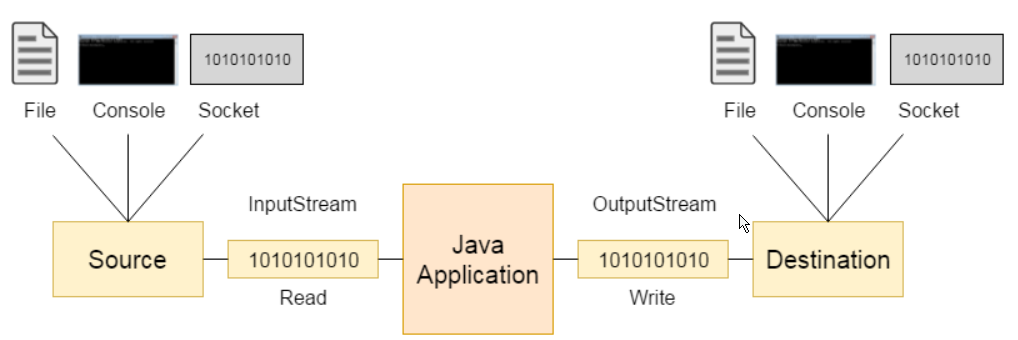 1010101010
1010101010
File Console Socket
File Console Socket
InputStream
OutputStream
Source
1010101010
Java
Application
1010101010
Destination
Read
Write